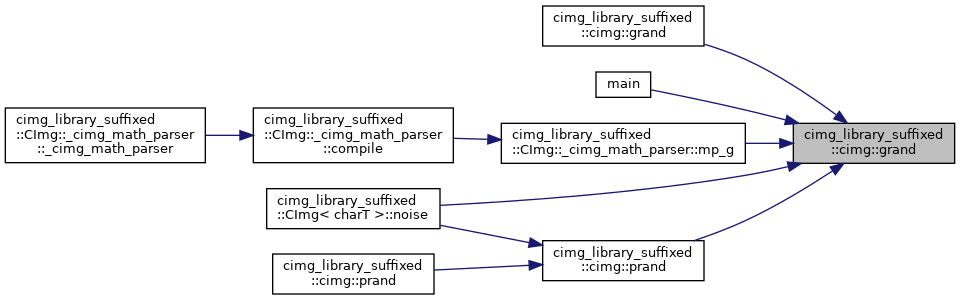 cimg_library_suffixed
::cimg::grand
main
cimg_library_suffixed
::CImg::_cimg_math_parser
::_cimg_math_parser
cimg_library_suffixed
::CImg::_cimg_math_parser
::compile
cimg_library_suffixed
::CImg::_cimg_math_parser::mp_g
cimg_library_suffixed
::cimg::grand
cimg_library_suffixed
::CImg< charT >::noise
cimg_library_suffixed
::cimg::prand
cimg_library_suffixed
::cimg::prand